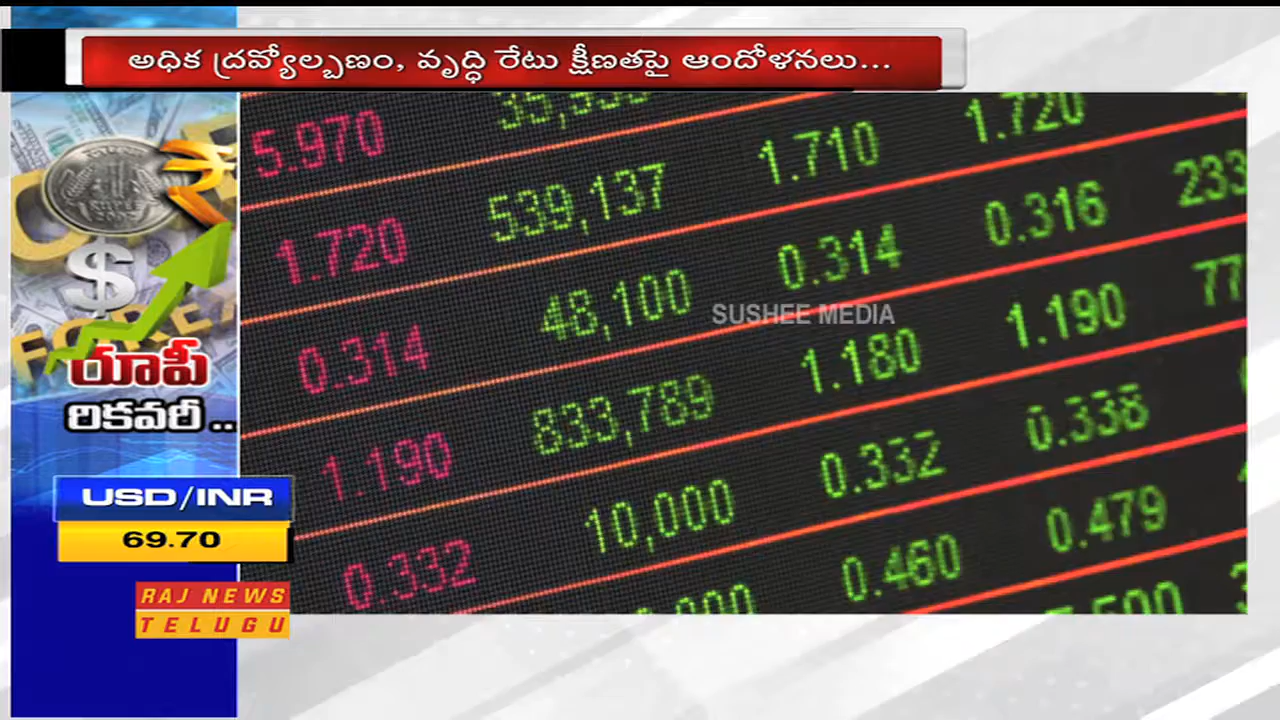 అధిక ద్రవ్యోల్బణం, వృద్ధి రేటు క్షీణతపై ఆందోళనలు...
5.970
1.710 1.720
1.720 539,137 0.314 0.316 233
0.314 48,100 1.180 1.190 77
1.190 833,789 0.332 0.338
0.332 10,000 0.460 0.479
SUSHEE MEDIA
$
రూపీ
రికవరీ..
USD/INR
69.70
RAJ NEWS
TELUGU